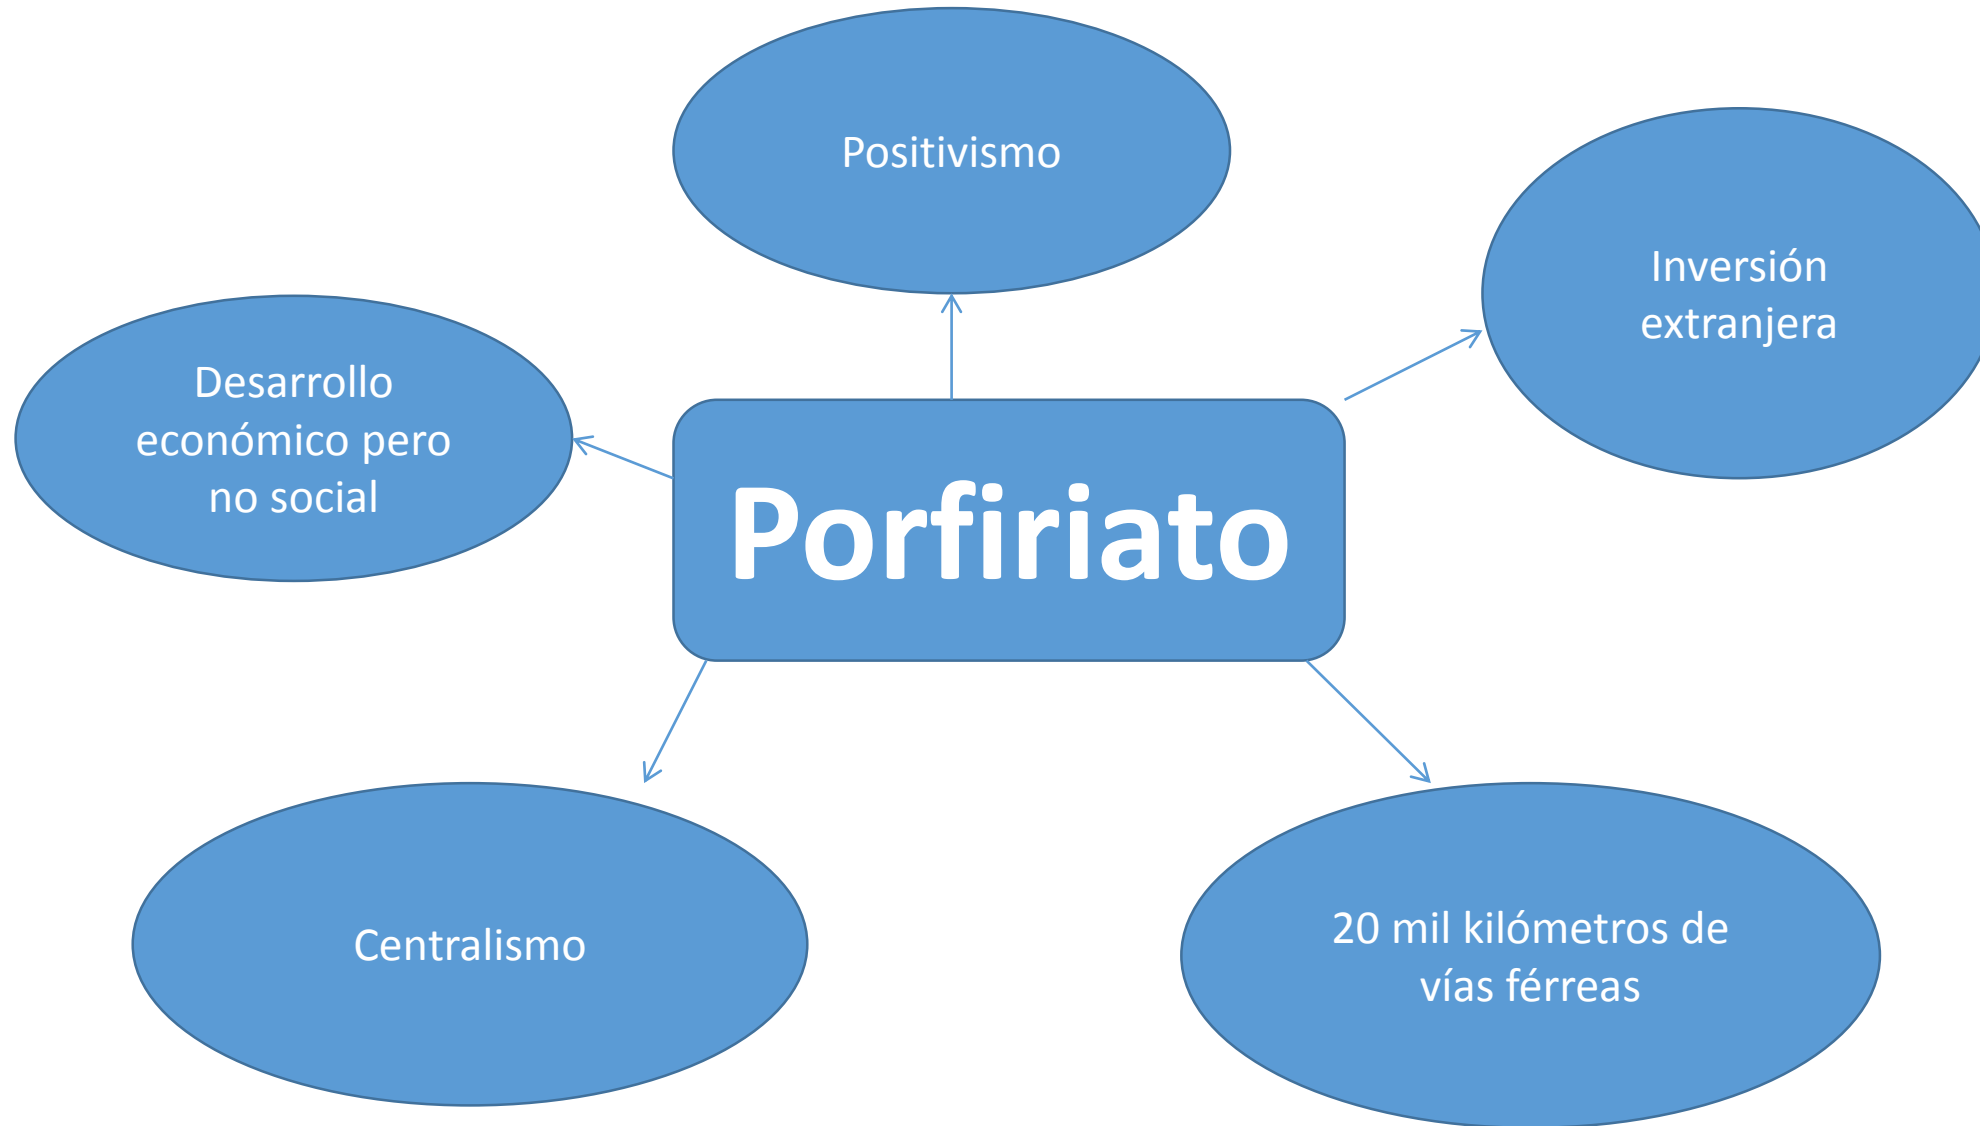 Positivismo
Inversión
extranjera
Desarrollo
económico pero
no social
Porfiriato
Centralismo
20 mil kilómetros de
vías férreas